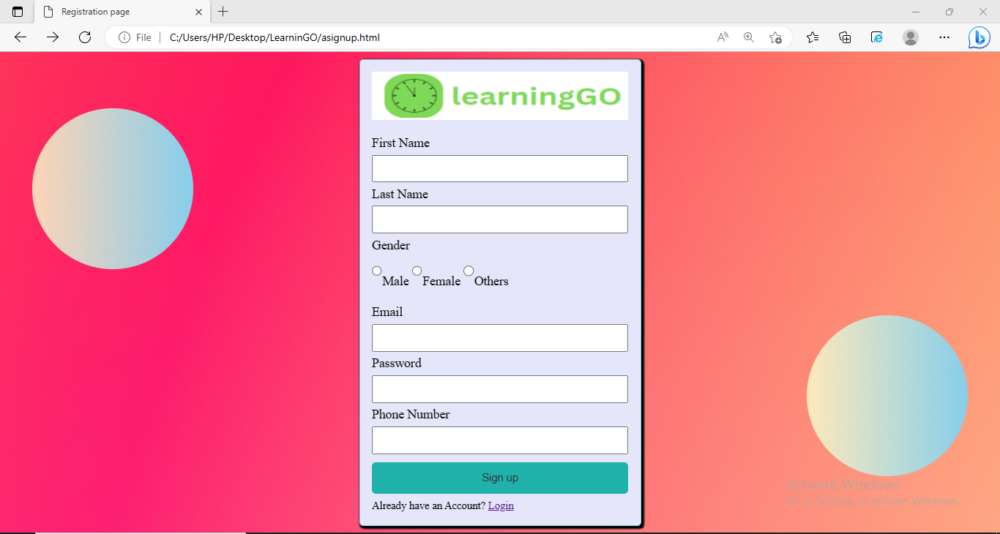 Registration page
File
C:/Users/HP/Desktop/LearninGO/asignup.html
learningGO
First Name
Last Name
Gender
Male Female Others
Email
Password
Phone Number
Sign up
Already have an Account? Login
Activate Windows
Go to Settings to activate Windows.